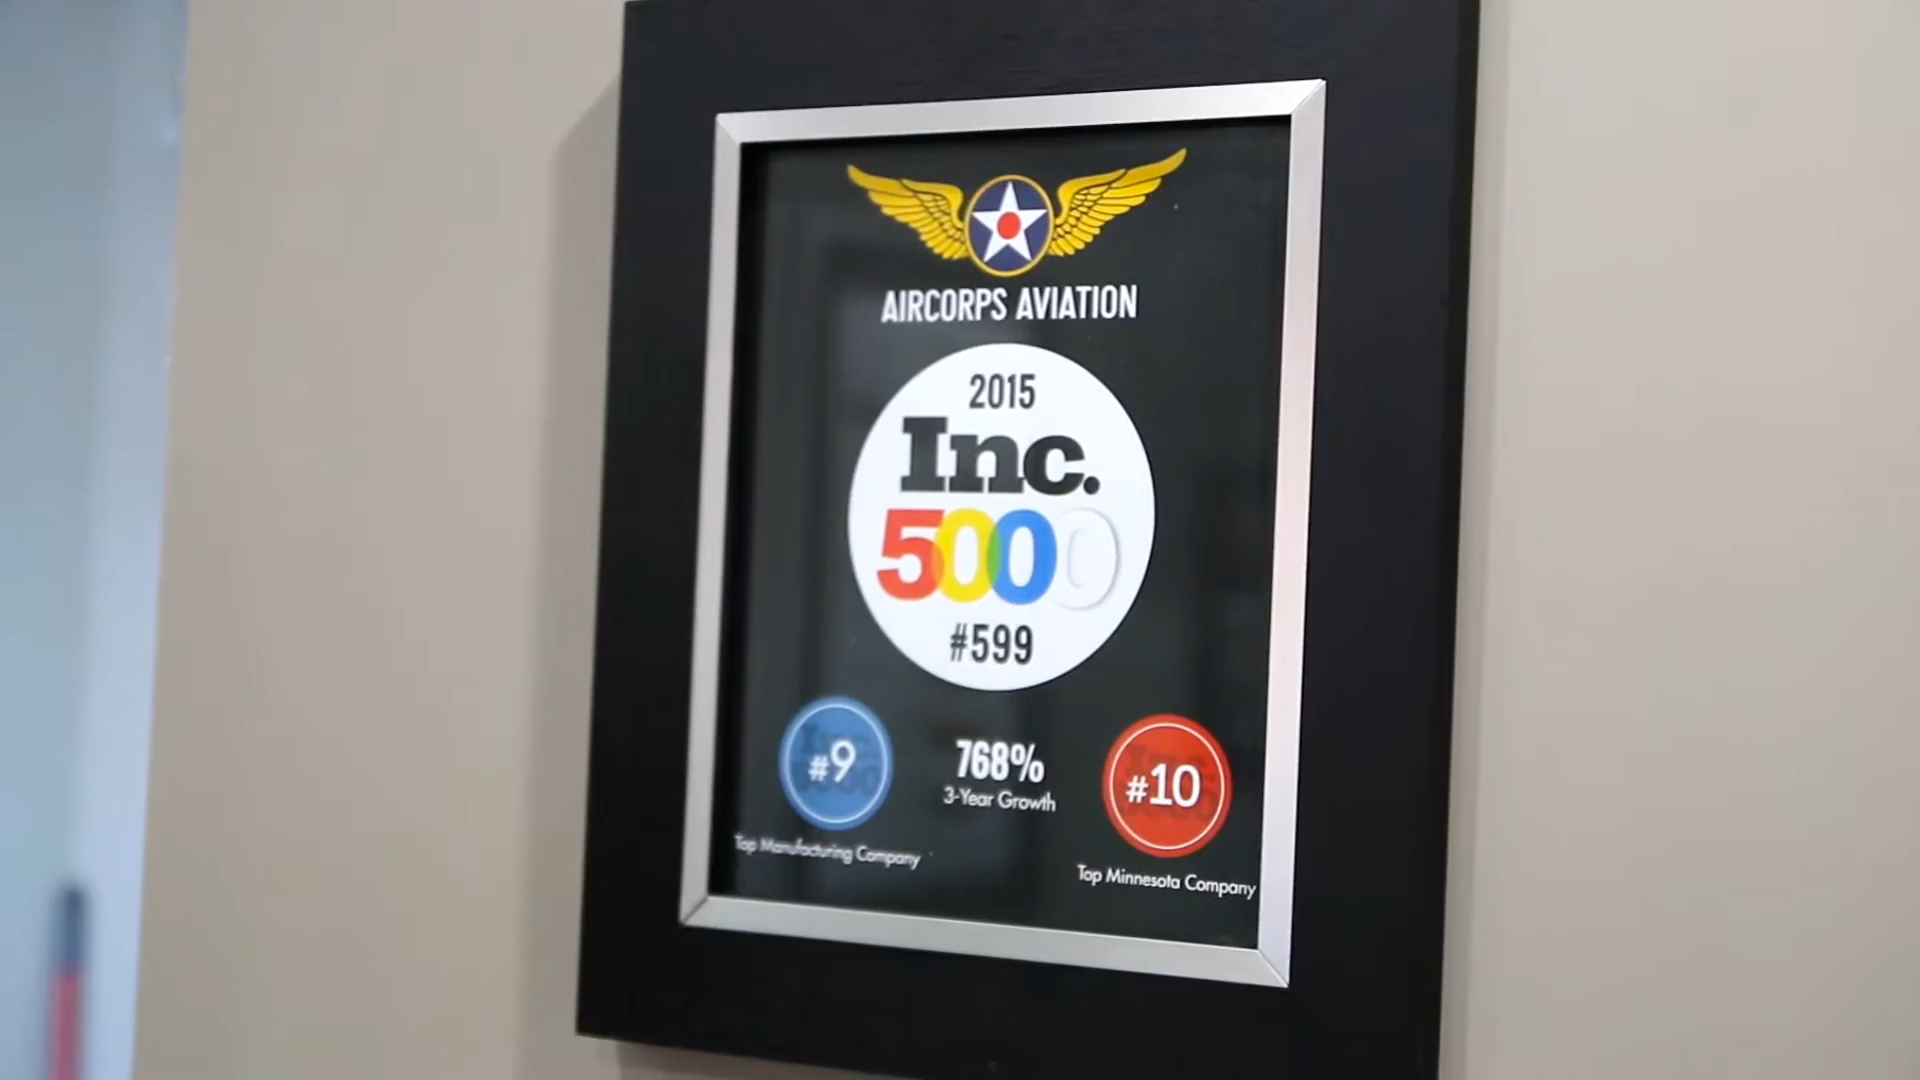 AIRCORPS AVIATION
2015
Inc.
5000
#599
#9
768%
3-Year Growth
#10
Top Manufacturing Company
Top Minnesota Company